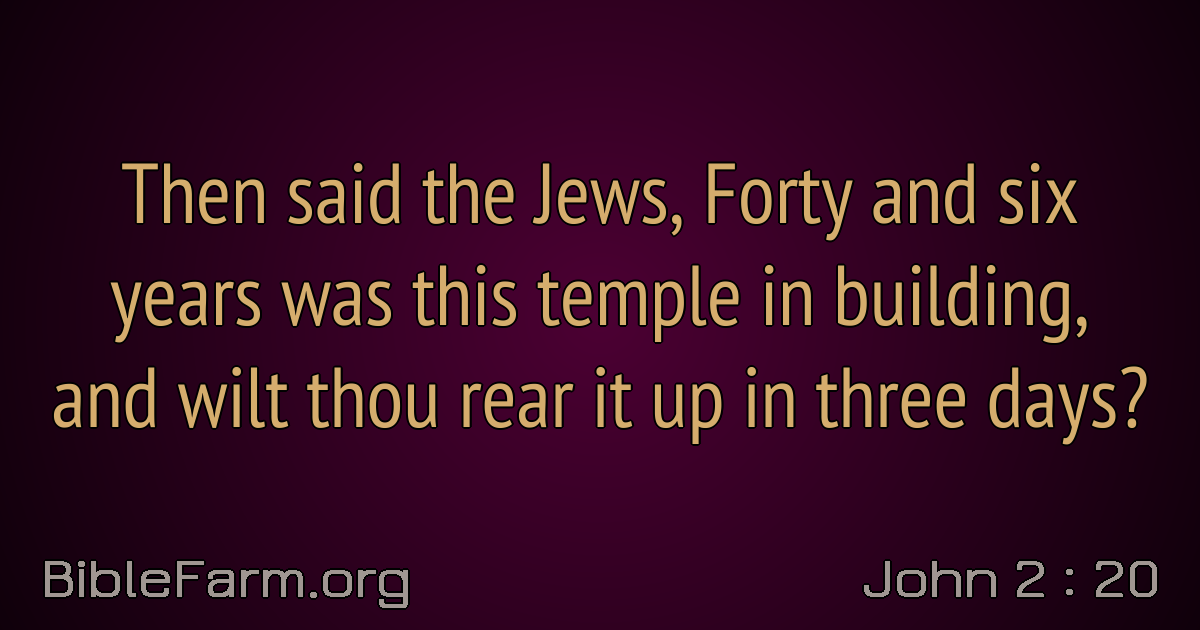 Then said the Jews, Forty and six
years was this temple in building,
and wilt thou rear it up in three days?
BibleFarm.org
John 2 : 20